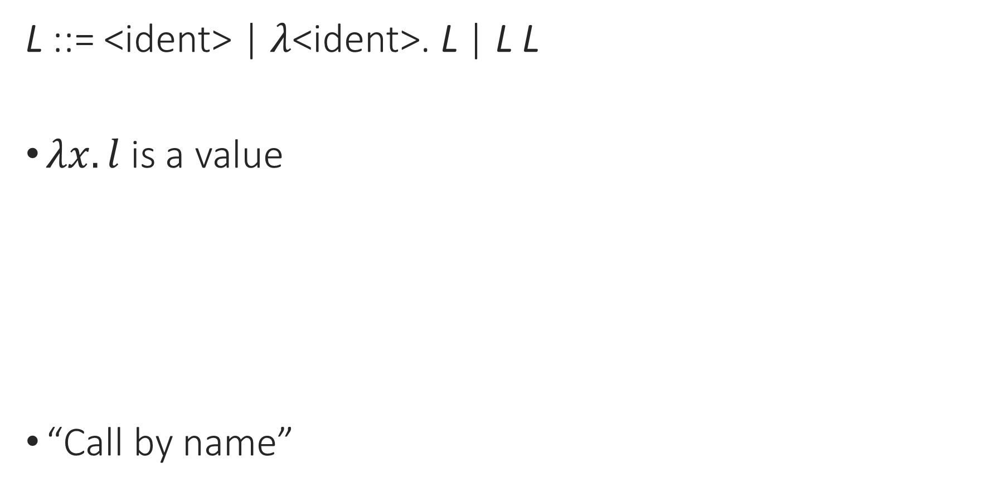 L ::= <ident> | λ<ident>. L | L L
• λx. l is a value
• “Call by name”